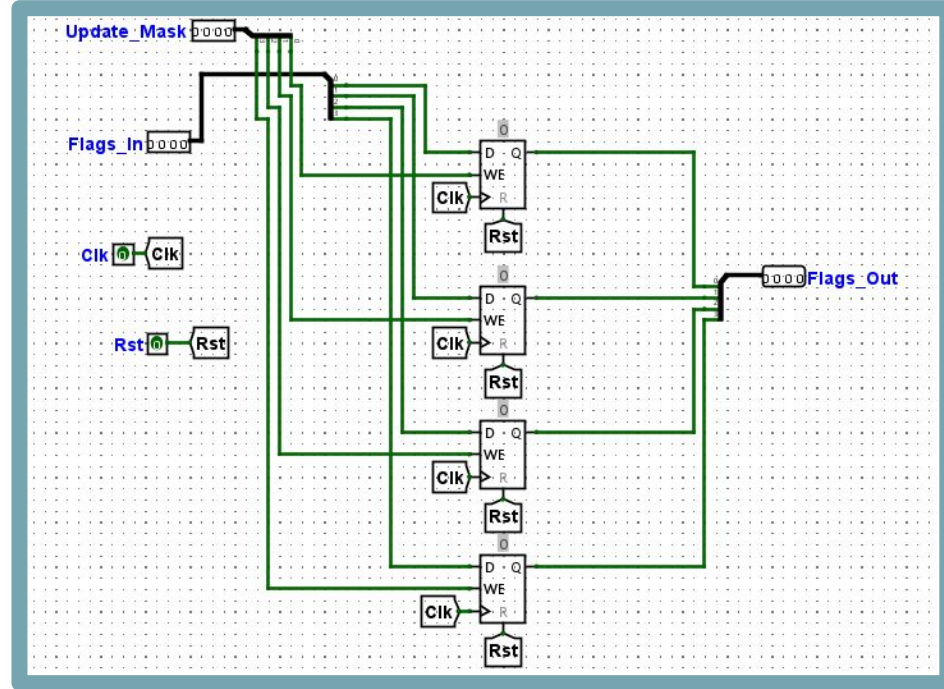 Update_Mask 0000
Flags_In 0000
Clk 0 Clk
Rst 0 Rst
0
D Q
WE
Clk R
Rst
0
D Q
WE
Clk R
Rst
0
D Q
WE
Clk R
Rst
0
D Q
WE
Clk R
Rst
0000 Flags_Out